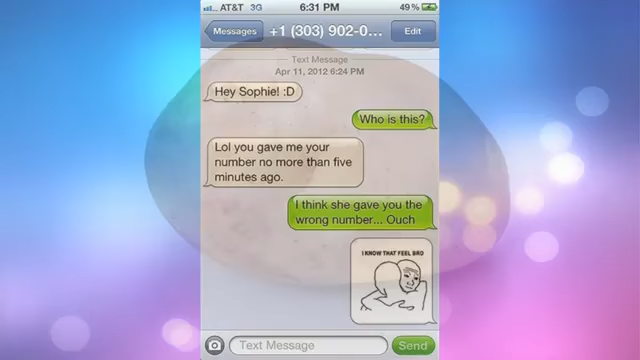 AT&T 3G 6:31 PM 49%
Messages +1 (303) 902-0... Edit
Text Message
Apr 11, 2012 6:24 PM
Hey Sophie! :D
Who is this?
Lol you gave me your
number no more than five
minutes ago.
I think she gave you the
wrong number... Ouch
I KNOW THAT FEEL BRO
Text Message
Send